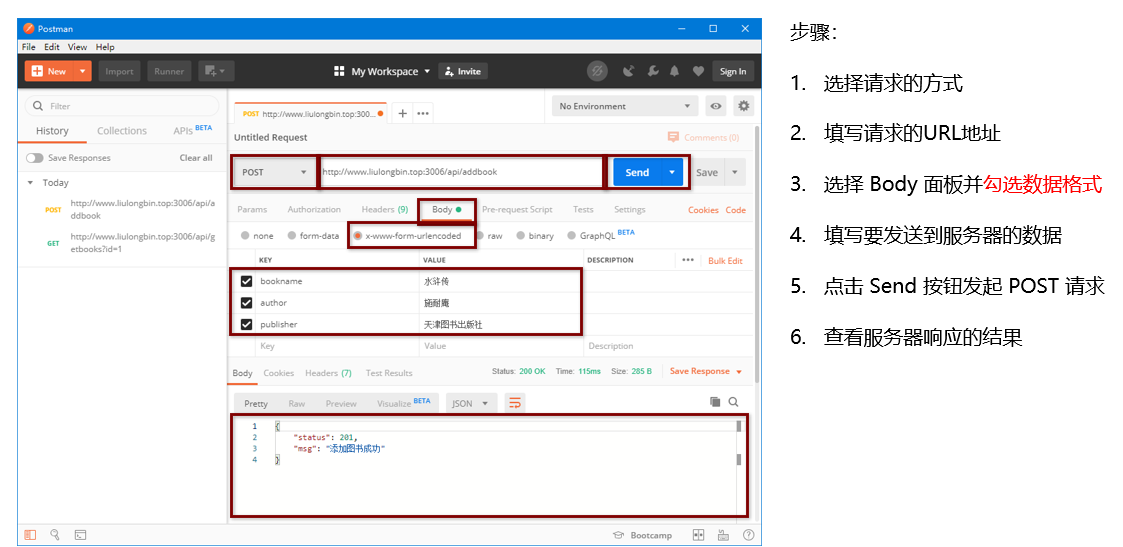 Postman
File Edit View Help
New Import Runner My Workspace Invite Sign In
Filter
History Collections APIs BETA
Save Responses Clear all
Today
POST http://www.liulongbin.top:3006/api/a
ddbook
GET http://www.liulongbin.top:3006/api/g
etbooks?id=1
POST http://www.liulongbin.top:300... + ••• No Environment
Untitled Request Comments (0)
POST http://www.liulongbin.top:3006/api/addbook Send Save
Params Authorization Headers (9) Body Pre-request Script Tests Settings Cookies Code
none form-data x-www-form-urlencoded raw binary GraphQL BETA
KEY VALUE DESCRIPTION ••• Bulk Edit
bookname 水浒传
author 施耐庵
publisher 天津图书出版社
Key Value Description
Body Cookies Headers (7) Test Results Status: 200 OK Time: 115ms Size: 285 B Save Response
Pretty Raw Preview Visualize BETA JSON
1 {
2 "status": 201,
3 "msg": "添加图书成功"
4 }
Bootcamp
步骤：
1. 选择请求的方式
2. 填写请求的URL地址
3. 选择 Body 面板并勾选数据格式
4. 填写要发送到服务器的数据
5. 点击 Send 按钮发起 POST 请求
6. 查看服务器响应的结果